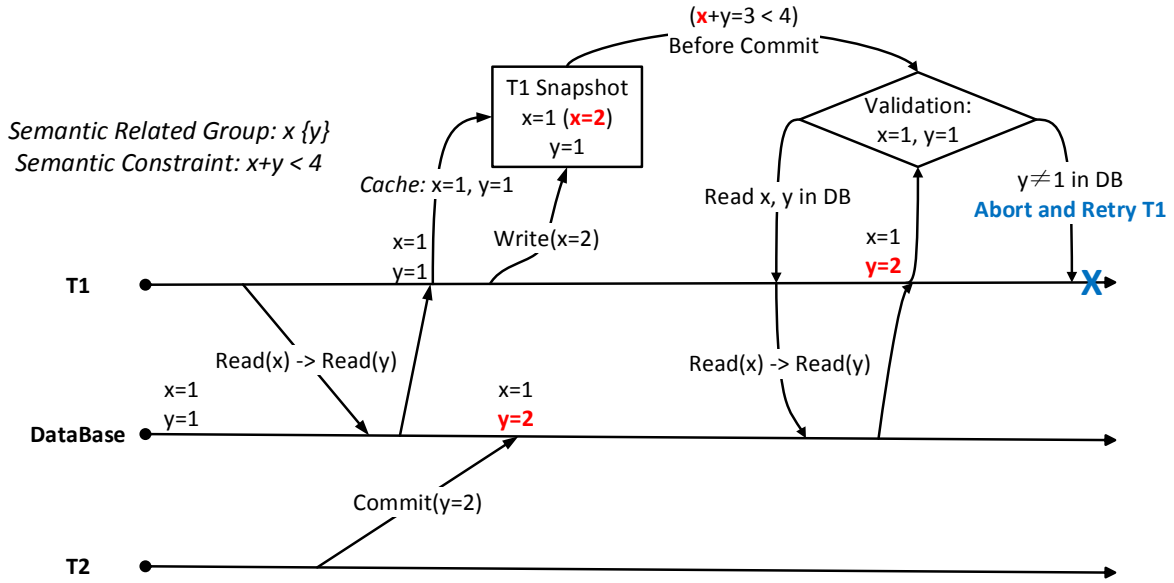 (x+y=3 < 4)
Before Commit
T1 Snapshot
x=1 (x=2)
y=1
Validation:
x=1, y=1
Semantic Related Group: x {y}
Semantic Constraint: x+y < 4
Cache: x=1, y=1
Read x, y in DB
y≠1 in DB
Abort and Retry T1
Write(x=2)
x=1
y=1
x=1
y=2
T1
X
Read(x) -> Read(y)
Read(x) -> Read(y)
x=1
y=1
x=1
y=2
DataBase
Commit(y=2)
T2